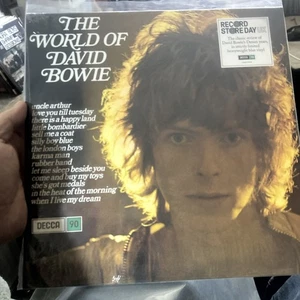 THE
WORLD OF
DAVID
BOWIE
RECORD
STORE DAY
uncle arthur
love you till tuesday
there is a happy land
little bombardier
sell me a coat
silly boy blue
the london boys
karma man
rubber band
let me sleep beside you
come and buy my toys
she's got medals
in the heat of the morning
when I live my dream
DECCA
90